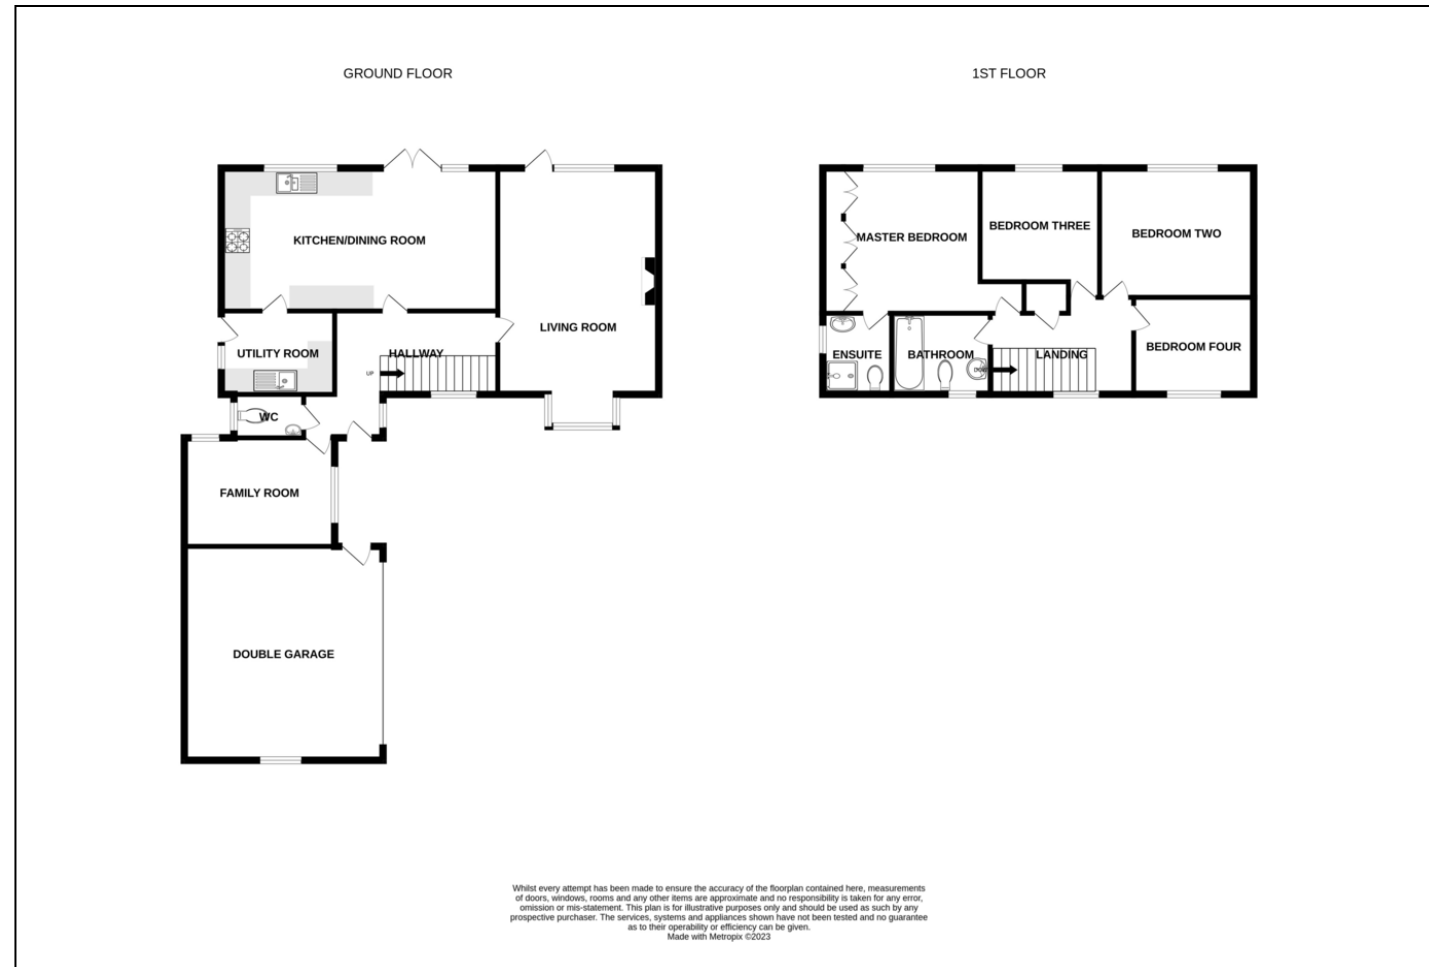 GROUND FLOOR
1ST FLOOR
KITCHEN/DINING ROOM
LIVING ROOM
UTILITY ROOM
HALLWAY
UP
WC
FAMILY ROOM
DOUBLE GARAGE
MASTER BEDROOM
BEDROOM THREE
BEDROOM TWO
ENSUITE
BATHROOM
LANDING
BEDROOM FOUR
Whilst every attempt has been made to ensure the accuracy of the floorplan contained here, measurements
of doors, windows, rooms and any other items are approximate and no responsibility is taken for any error,
omission or mis-statement. This plan is for illustrative purposes only and should be used as such by any
prospective purchaser. The services, systems and appliances shown have not been tested and no guarantee
as to their operability or efficiency can be given.
Made with Metropix ©2023